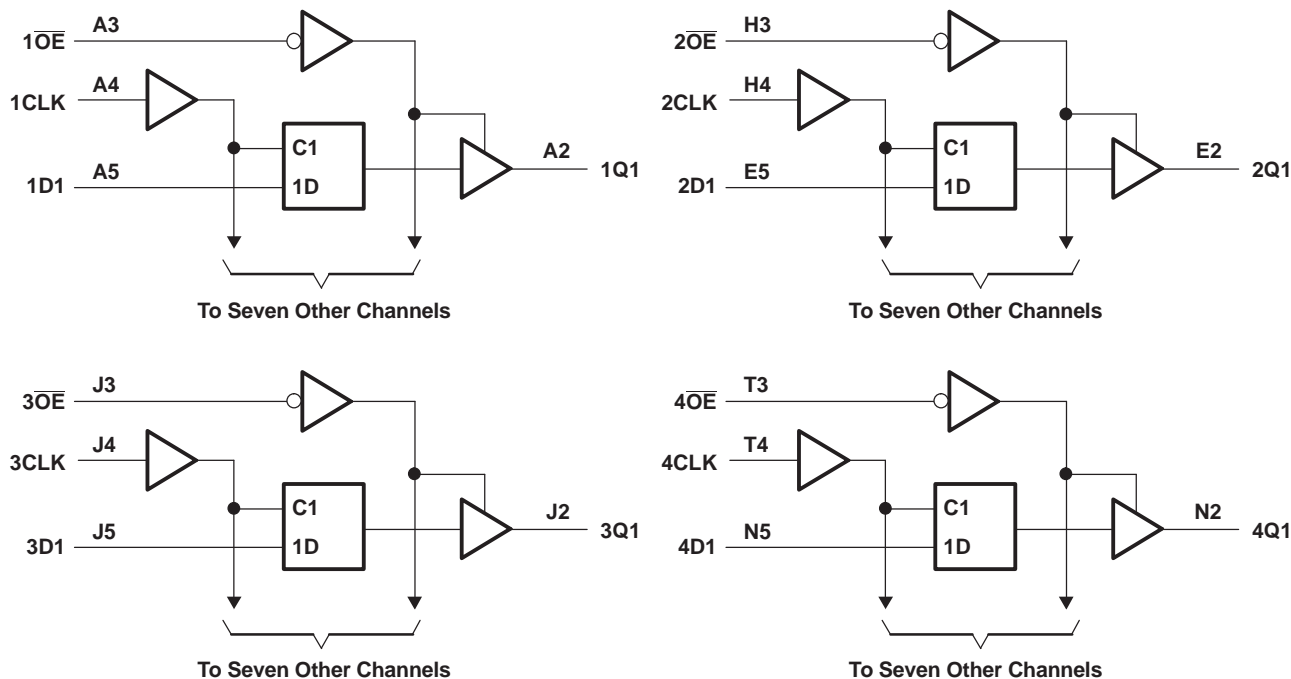 1OE A3
1CLK A4
1D1 A5
C1
1D
A2 1Q1
To Seven Other Channels
2OE H3
2CLK H4
2D1 E5
C1
1D
E2 2Q1
To Seven Other Channels
3OE J3
3CLK J4
3D1 J5
C1
1D
J2 3Q1
To Seven Other Channels
4OE T3
4CLK T4
4D1 N5
C1
1D
N2 4Q1
To Seven Other Channels